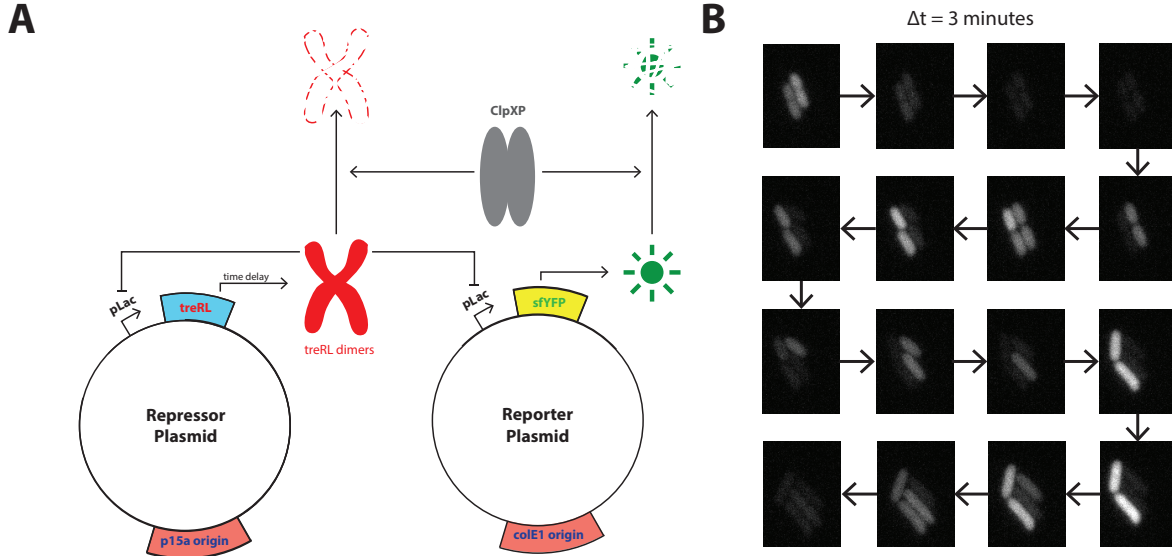 A
ClpXP
pLac
treRL
time delay
treRL dimers
Repressor
Plasmid
p15a origin
pLac
sfYFP
Reporter
Plasmid
colE1 origin
B
Δt = 3 minutes